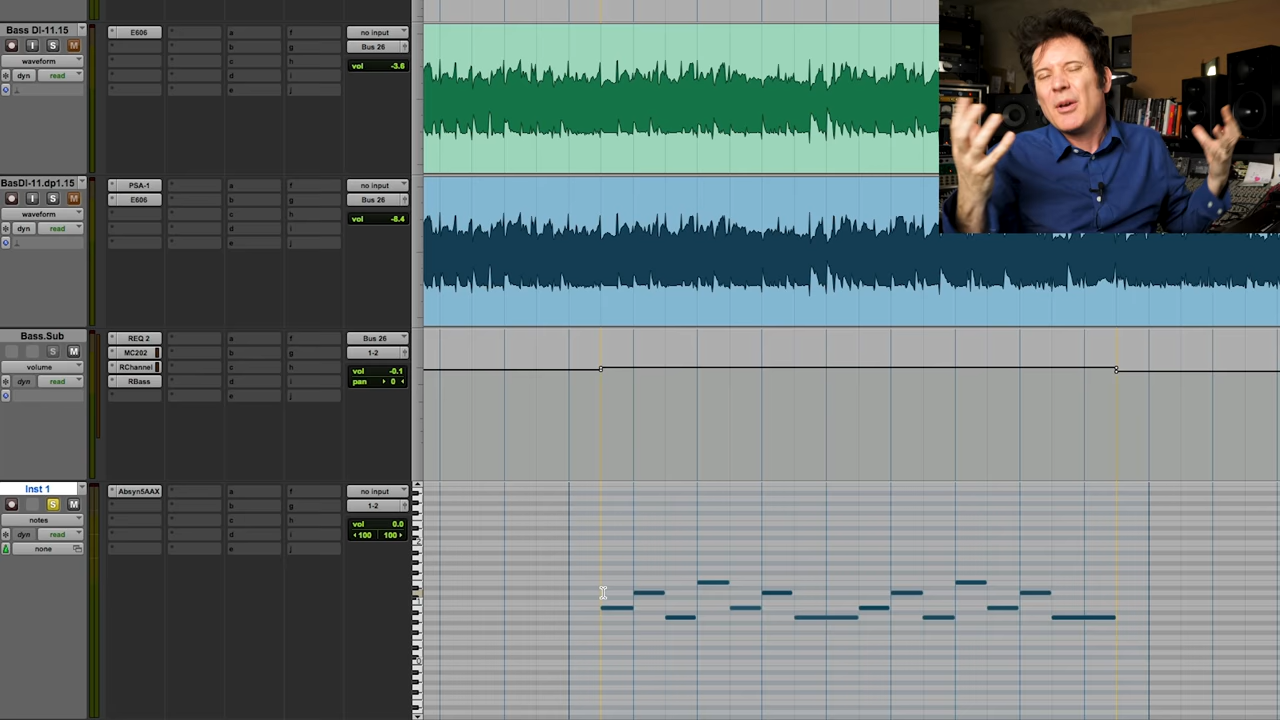 Bass DI-11.15
I S M
waveform
dyn read
E606
a f
b g
c h
d i
e j
no input
Bus 26
vol -3.6
BasDI-11.dp1.15
I S M
waveform
dyn read
PSA-1
E606
a f
b g
c h
d i
e j
no input
Bus 26
vol -8.4
Bass.Sub
S M
volume
dyn read
REQ 2
MC202
RChannel
RBass
a f
b g
c h
d i
e j
Bus 26
1-2
vol -0.1
pan 0
Inst 1
S M
notes
dyn read
none
Absyn5AAX
a f
b g
c h
d i
e j
no input
1-2
vol 0.0
100 100